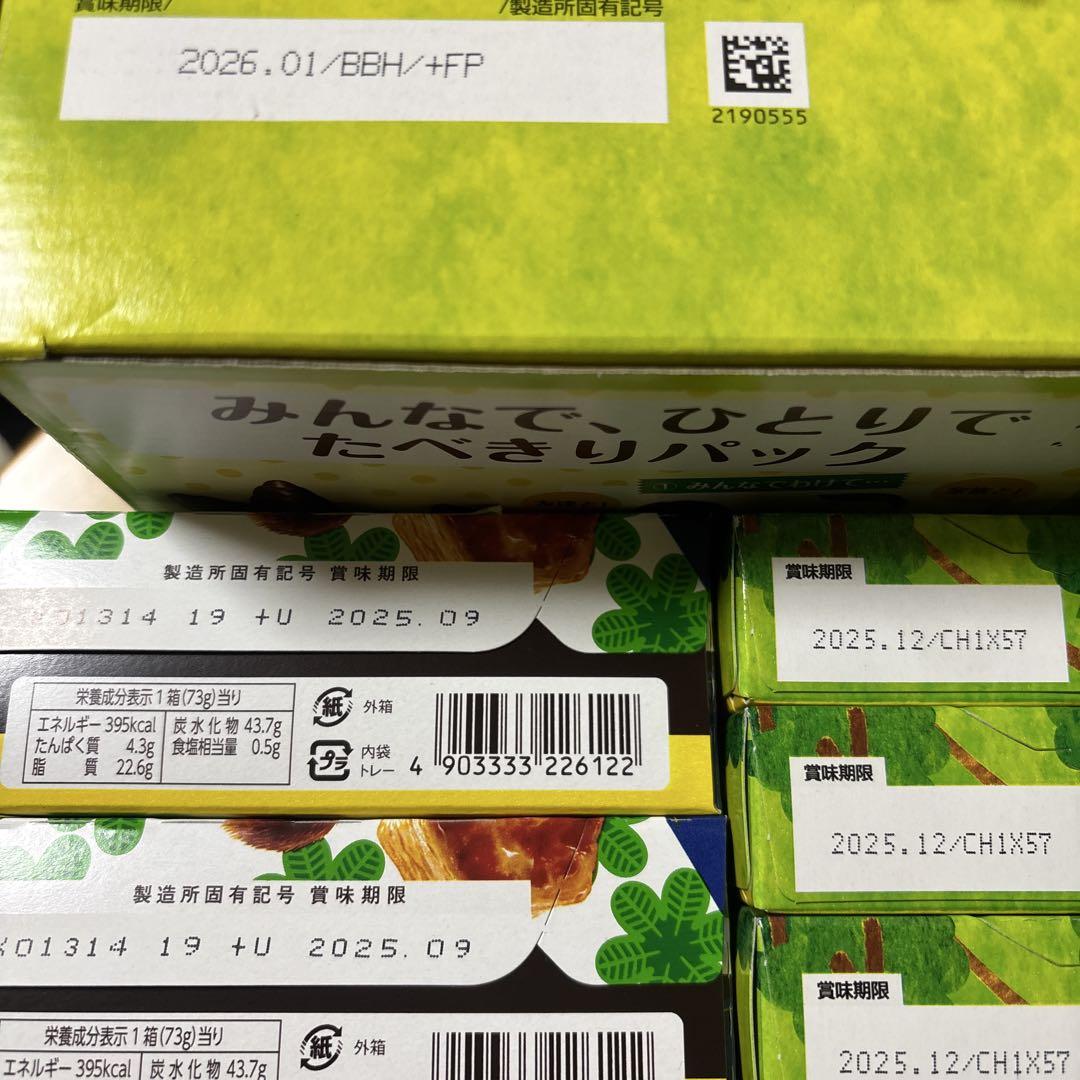 賞味期限/
/製造所固有記号
2026.01/BBH/+FP
2190555
みんなで、ひとりで
たべきりパック
①みんなでわけて…
製造所固有記号 賞味期限
01314 19 +U 2025.09
栄養成分表示1箱(73g)当り
エネルギー 395kcal
炭水化物 43.7g
たんぱく質 4.3g
食塩相当量 0.5g
脂質 22.6g
紙 外箱
プラ 内袋
トレー
4 903333 226122
賞味期限
2025.12/CH1X57
賞味期限
2025.12/CH1X57
製造所固有記号 賞味期限
01314 19 +U 2025.09
栄養成分表示1箱(73g)当り
エネルギー 395kcal
炭水化物 43.7g
紙 外箱
賞味期限
2025.12/CH1X57